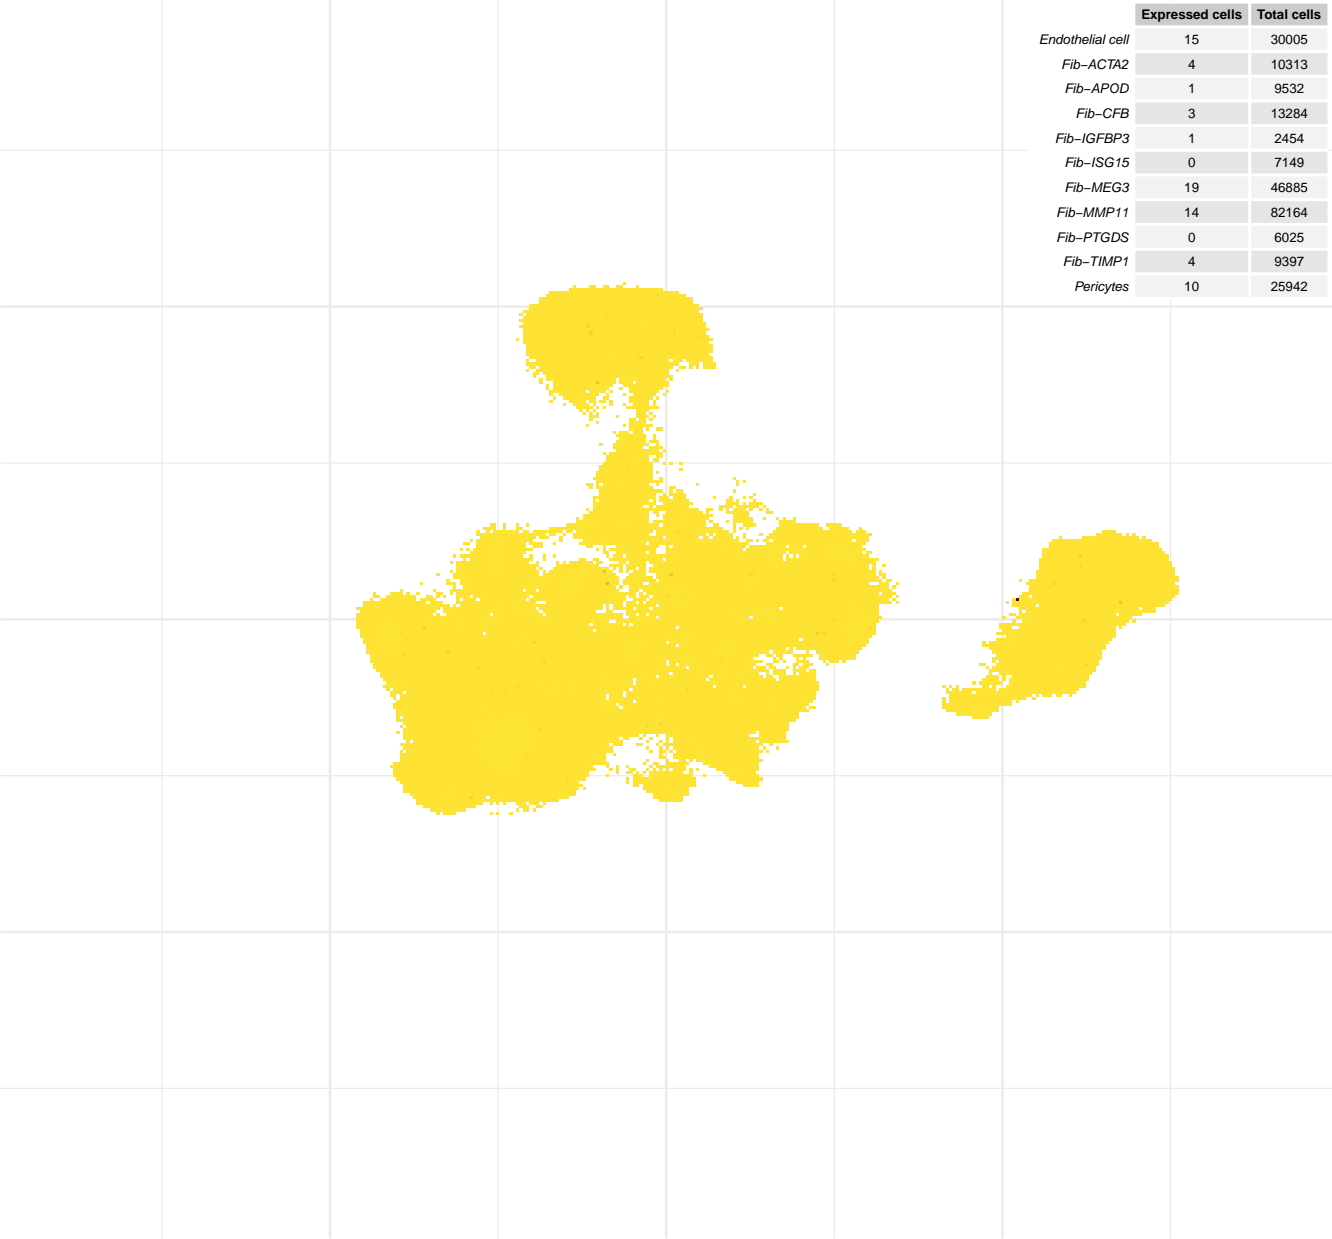 Expressed cells Total cells
Endothelial cell 15 30005
Fib−ACTA2 4 10313
Fib−APOD 1 9532
Fib−CFB 3 13284
Fib−IGFBP3 1 2454
Fib−ISG15 0 7149
Fib−MEG3 19 46885
Fib−MMP11 14 82164
Fib−PTGDS 0 6025
Fib−TIMP1 4 9397
Pericytes 10 25942